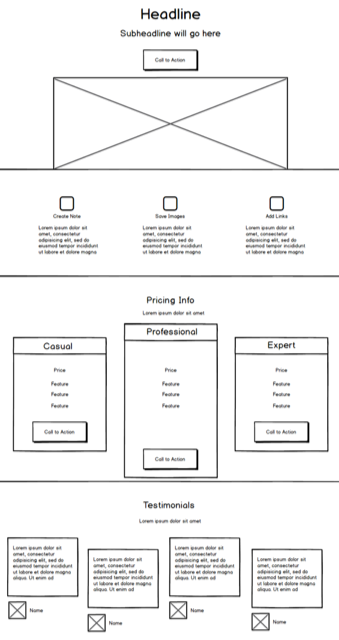 Headline
Subheadline will go here
Call to Action
Create Note
Lorem ipsum dolor sit
amet, consectetur
adipisicing elit, sed do
eiusmod tempor incididunt
ut labore et dolore magna
Save Images
Lorem ipsum dolor sit
amet, consectetur
adipisicing elit, sed do
eiusmod tempor incididunt
ut labore et dolore magna
Add Links
Lorem ipsum dolor sit
amet, consectetur
adipisicing elit, sed do
eiusmod tempor incididunt
ut labore et dolore magna
Pricing Info
Lorem ipsum dolor sit amet
Casual
Price
Feature
Feature
Feature
Call to Action
Professional
Price
Feature
Feature
Feature
Call to Action
Expert
Price
Feature
Feature
Feature
Call to Action
Testimonials
Lorem ipsum dolor sit amet
Lorem ipsum dolor sit
amet, consectetur
adipisicing elit, sed do
eiusmod tempor incididunt
ut labore et dolore magna
aliqua. Ut enim ad
Name
Lorem ipsum dolor sit
amet, consectetur
adipisicing elit, sed do
eiusmod tempor incididunt
ut labore et dolore magna
aliqua. Ut enim ad
Name
Lorem ipsum dolor sit
amet, consectetur
adipisicing elit, sed do
eiusmod tempor incididunt
ut labore et dolore magna
aliqua. Ut enim ad
Name
Lorem ipsum dolor sit
amet, consectetur
adipisicing elit, sed do
eiusmod tempor incididunt
ut labore et dolore magna
aliqua. Ut enim ad
Name